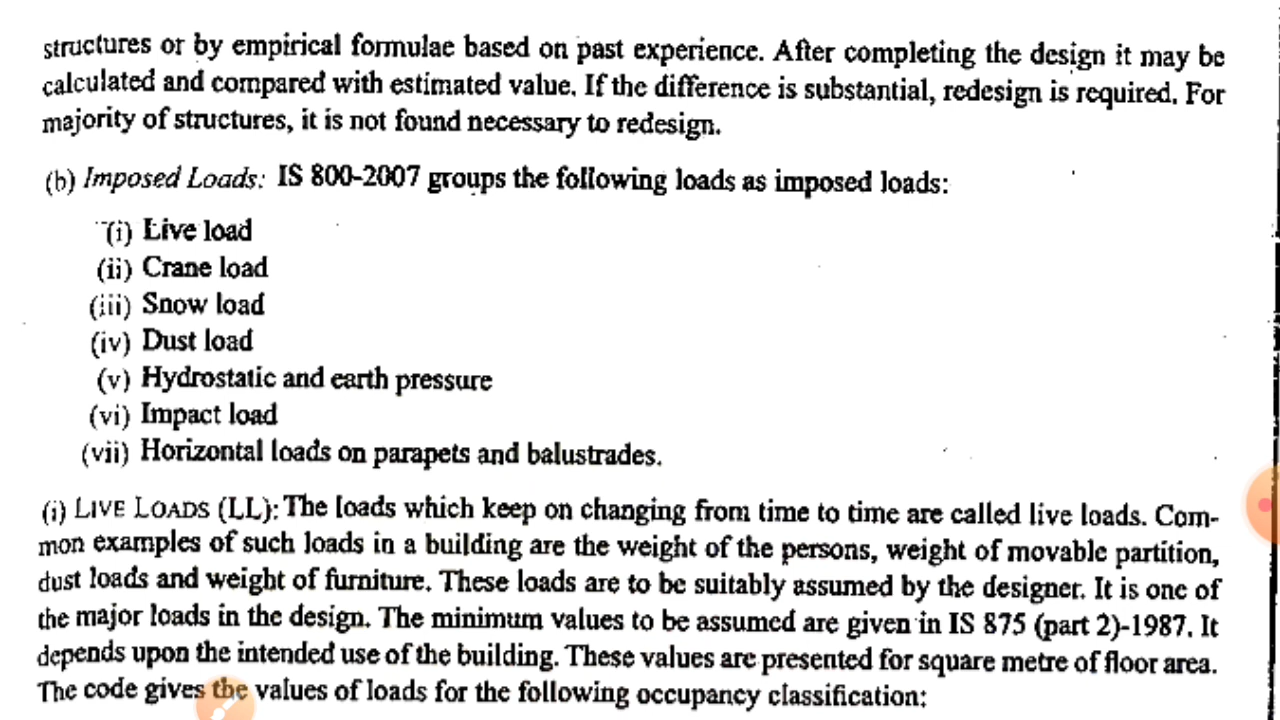 structures or by empirical formulae based on past experience. After completing the design it may be
calculated and compared with estimated value. If the difference is substantial, redesign is required. For
majority of structures, it is not found necessary to redesign.
(b) Imposed Loads: IS 800-2007 groups the following loads as imposed loads:
(i) Live load
(ii) Crane load
(iii) Snow load
(iv) Dust load
(v) Hydrostatic and earth pressure
(vi) Impact load
(vii) Horizontal loads on parapets and balustrades.
(i) LIVE LOADS (LL): The loads which keep on changing from time to time are called live loads. Com-
mon examples of such loads in a building are the weight of the persons, weight of movable partition,
dust loads and weight of furniture. These loads are to be suitably assumed by the designer. It is one of
the major loads in the design. The minimum values to be assumed are given in IS 875 (part 2)-1987. It
depends upon the intended use of the building. These values are presented for square metre of floor area.
The code gives the values of loads for the following occupancy classification: